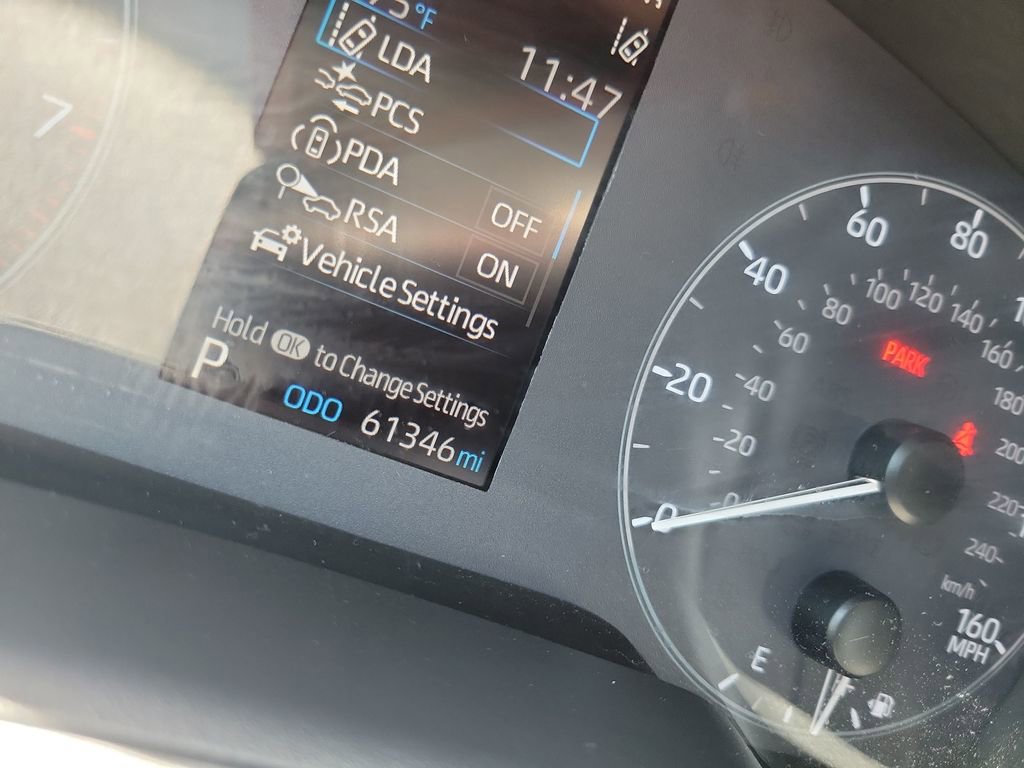 °F
11:47
LDA
PCS
PDA OFF
RSA ON
Vehicle Settings
Hold OK to Change Settings
P
ODO 61346 mi
7
0
20
40
60
80
160
MPH
0
20
40
60
80
100
120
140
160
180
200
220
240
km/h
PARK
E
F